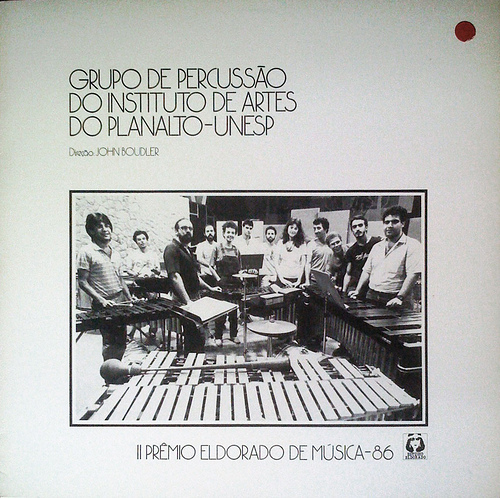 GRUPO DE PERCUSSÃO
DO INSTITUTO DE ARTES
DO PLANALTO-UNESP
Direção JOHN BOUDLER
II PRÊMIO ELDORADO DE MÚSICA-86
ELDORADO